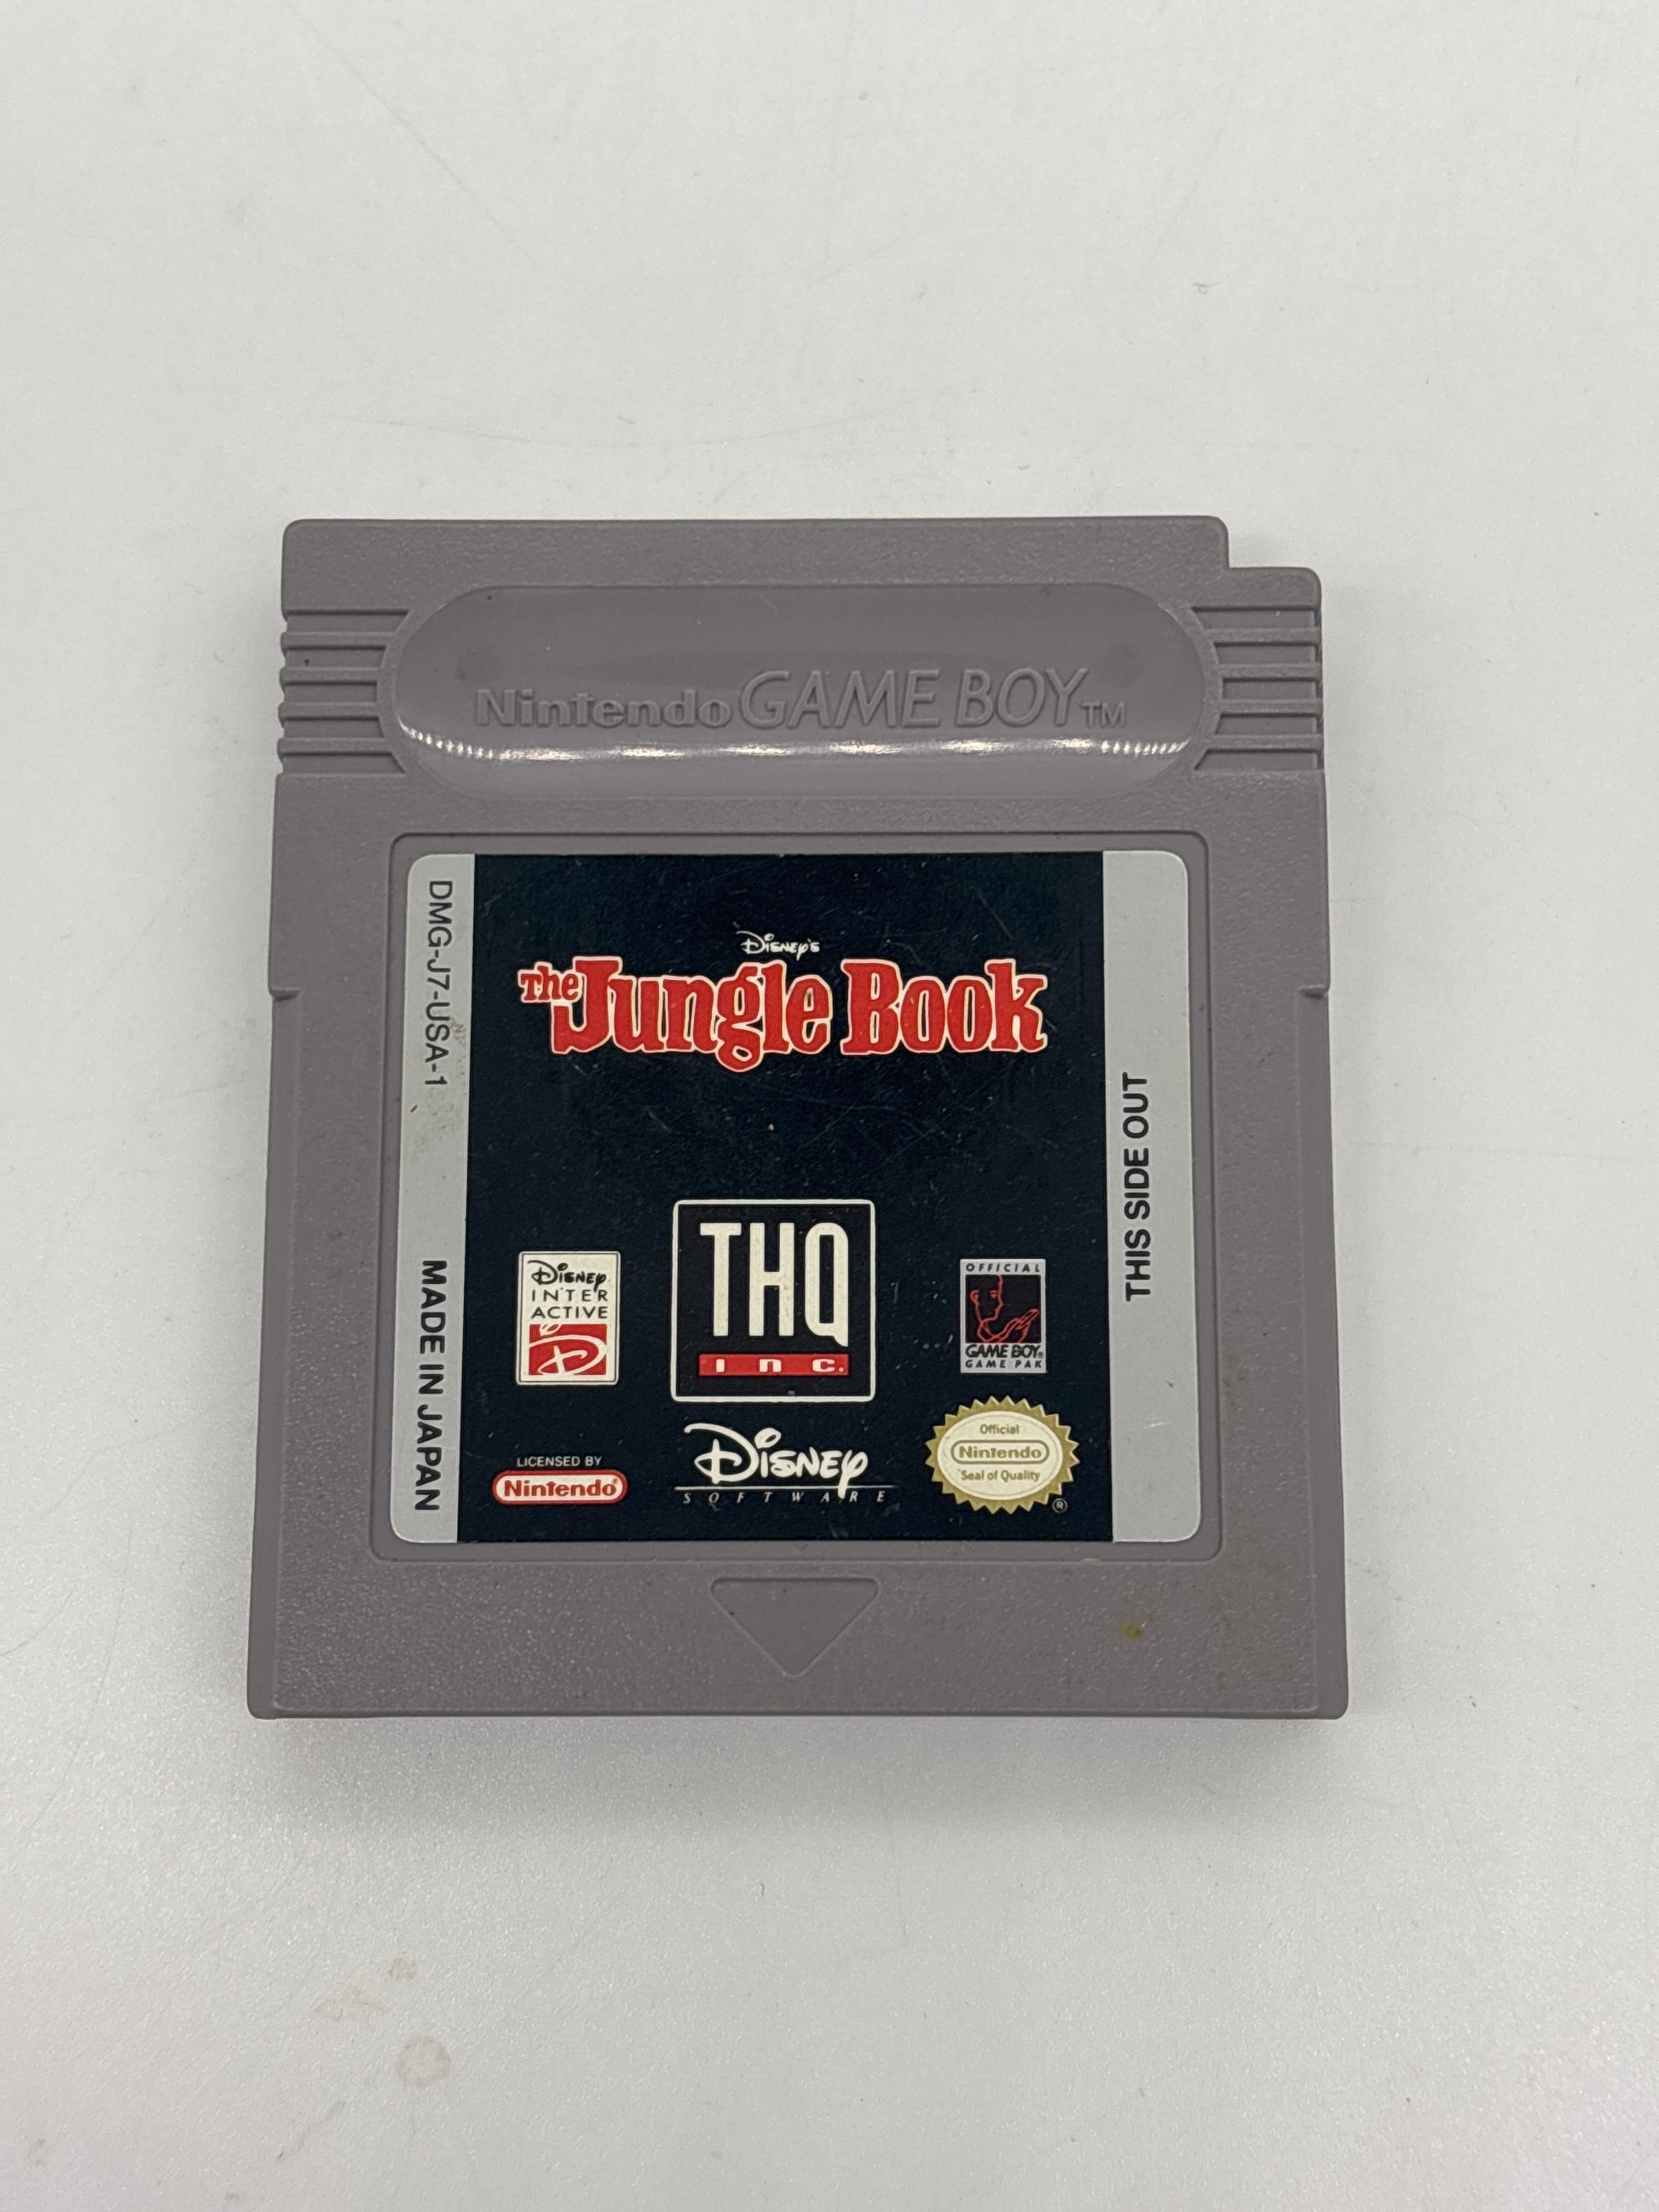 Nintendo GAME BOY TM
DMG-J7-USA-1
MADE IN JAPAN
Disney's
The Jungle Book
THIS SIDE OUT
Disney
INTER
ACTIVE
D
THQ
Inc.
OFFICIAL
GAME BOY®
GAME PAK
LICENSED BY
Nintendo®
Disney
SOFTWARE
Official
Nintendo
Seal of Quality
®